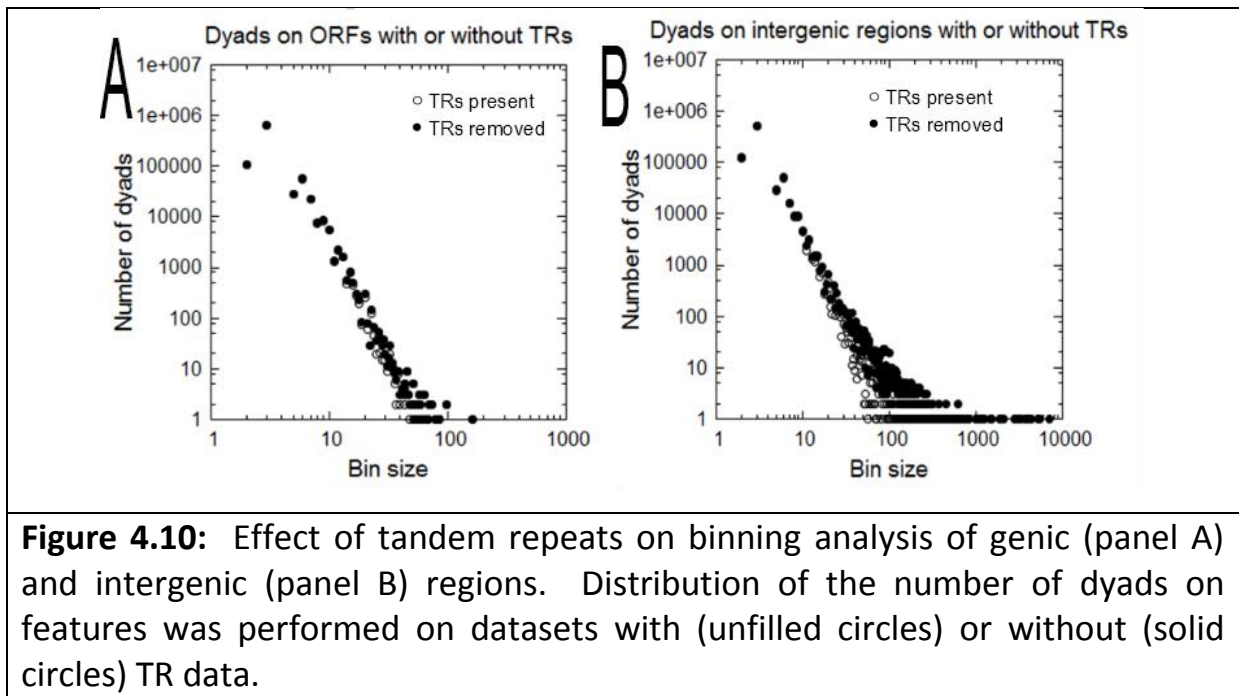 A
Dyads on ORFs with or without TRs
1e+007
1e+006
100000
10000
1000
100
10
1
Number of dyads
TRs present
TRs removed
1 10 100 1000
Bin size
B
Dyads on intergenic regions with or without TRs
1e+007
1e+006
100000
10000
1000
100
10
1
Number of dyads
TRs present
TRs removed
1 10 100 1000 10000
Bin size
Figure 4.10: Effect of tandem repeats on binning analysis of genic (panel A)
and intergenic (panel B) regions. Distribution of the number of dyads on
features was performed on datasets with (unfilled circles) or without (solid
circles) TR data.